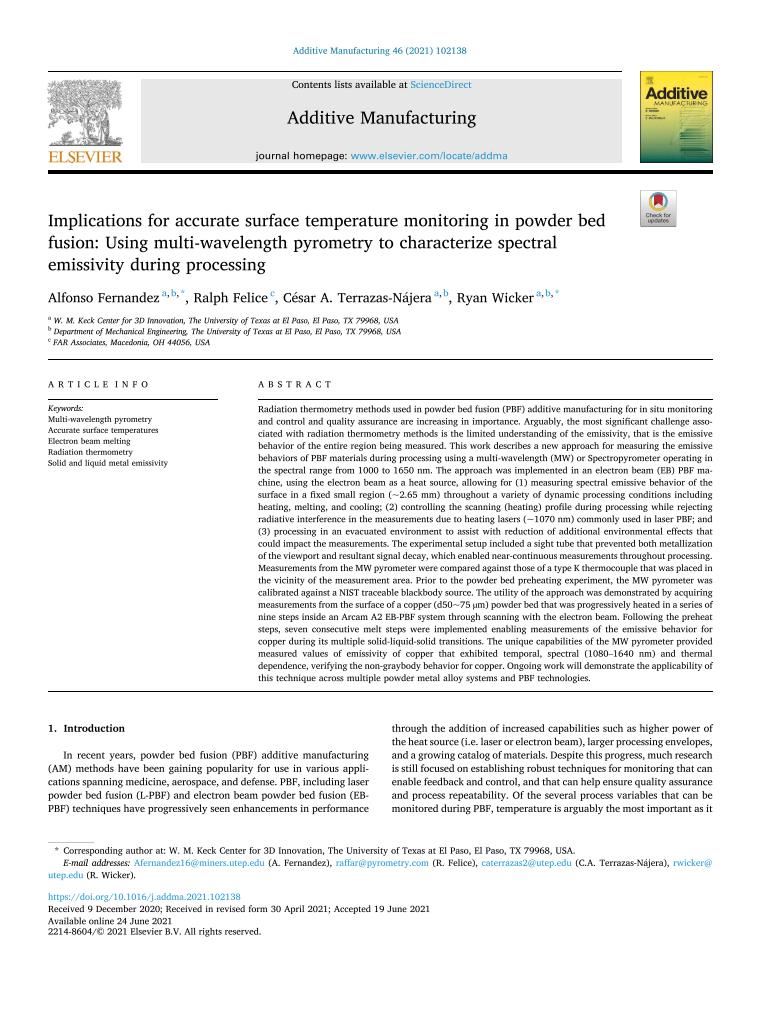 Additive Manufacturing 46 (2021) 102138
Contents lists available at ScienceDirect
Additive Manufacturing
journal homepage: www.elsevier.com/locate/addma
ELSEVIER
Additive
MANUFACTURING
Check for
updates
Implications for accurate surface temperature monitoring in powder bed
fusion: Using multi-wavelength pyrometry to characterize spectral
emissivity during processing
Alfonso Fernandez a,b,*, Ralph Felice c, César A. Terrazas-Nájera a,b, Ryan Wicker a,b,*
a W. M. Keck Center for 3D Innovation, The University of Texas at El Paso, El Paso, TX 79968, USA
b Department of Mechanical Engineering, The University of Texas at El Paso, El Paso, TX 79968, USA
c FAR Associates, Macedonia, OH 44056, USA
ARTICLE INFO
Keywords:
Multi-wavelength pyrometry
Accurate surface temperatures
Electron beam melting
Radiation thermometry
Solid and liquid metal emissivity
ABSTRACT
Radiation thermometry methods used in powder bed fusion (PBF) additive manufacturing for in situ monitoring
and control and quality assurance are increasing in importance. Arguably, the most significant challenge asso-
ciated with radiation thermometry methods is the limited understanding of the emissivity, that is the emissive
behavior of the entire region being measured. This work describes a new approach for measuring the emissive
behaviors of PBF materials during processing using a multi-wavelength (MW) or Spectropyrometer operating in
the spectral range from 1000 to 1650 nm. The approach was implemented in an electron beam (EB) PBF ma-
chine, using the electron beam as a heat source, allowing for (1) measuring spectral emissive behavior of the
surface in a fixed small region (~2.65 mm) throughout a variety of dynamic processing conditions including
heating, melting, and cooling; (2) controlling the scanning (heating) profile during processing while rejecting
radiative interference in the measurements due to heating lasers (~1070 nm) commonly used in laser PBF; and
(3) processing in an evacuated environment to assist with reduction of additional environmental effects that
could impact the measurements. The experimental setup included a sight tube that prevented both metallization
of the viewport and resultant signal decay, which enabled near-continuous measurements throughout processing.
Measurements from the MW pyrometer were compared against those of a type K thermocouple that was placed in
the vicinity of the measurement area. Prior to the powder bed preheating experiment, the MW pyrometer was
calibrated against a NIST traceable blackbody source. The utility of the approach was demonstrated by acquiring
measurements from the surface of a copper (d50~75 µm) powder bed that was progressively heated in a series of
nine steps inside an Arcam A2 EB-PBF system through scanning with the electron beam. Following the preheat
steps, seven consecutive melt steps were implemented enabling measurements of the emissive behavior for
copper during its multiple solid-liquid-solid transitions. The unique capabilities of the MW pyrometer provided
measured values of emissivity of copper that exhibited temporal, spectral (1080–1640 nm) and thermal
dependence, verifying the non-graybody behavior for copper. Ongoing work will demonstrate the applicability of
this technique across multiple powder metal alloy systems and PBF technologies.
1. Introduction
In recent years, powder bed fusion (PBF) additive manufacturing
(AM) methods have been gaining popularity for use in various appli-
cations spanning medicine, aerospace, and defense. PBF, including laser
powder bed fusion (L-PBF) and electron beam powder bed fusion (EB-
PBF) techniques have progressively seen enhancements in performance
through the addition of increased capabilities such as higher power of
the heat source (i.e. laser or electron beam), larger processing envelopes,
and a growing catalog of materials. Despite this progress, much research
is still focused on establishing robust techniques for monitoring that can
enable feedback and control, and that can help ensure quality assurance
and process repeatability. Of the several process variables that can be
monitored during PBF, temperature is arguably the most important as it
* Corresponding author at: W. M. Keck Center for 3D Innovation, The University of Texas at El Paso, El Paso, TX 79968, USA.
E-mail addresses: Afernandez16@miners.utep.edu (A. Fernandez), raffar@pyrometry.com (R. Felice), caterrazas2@utep.edu (C.A. Terrazas-Nájera), rwicker@
utep.edu (R. Wicker).
https://doi.org/10.1016/j.addma.2021.102138
Received 9 December 2020; Received in revised form 30 April 2021; Accepted 19 June 2021
Available online 24 June 2021
2214-8604/© 2021 Elsevier B.V. All rights reserved.